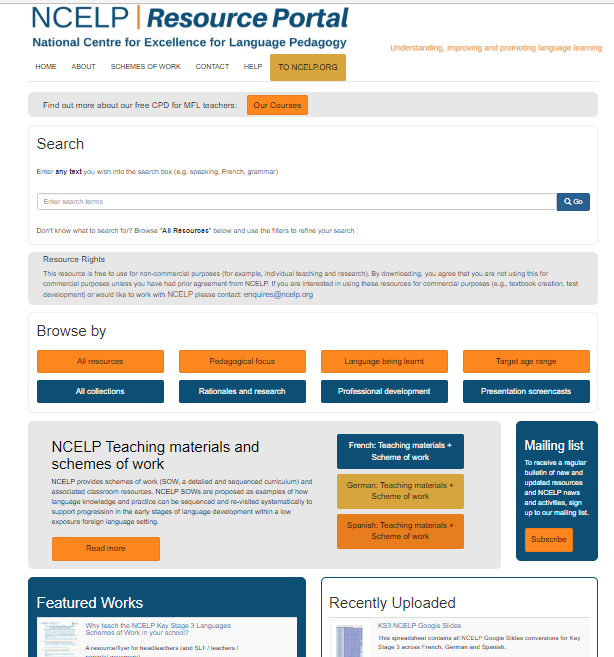 NCELP | Resource Portal
National Centre for Excellence for Language Pedagogy
Understanding, improving and promoting language learning
HOME ABOUT SCHEMES OF WORK CONTACT HELP TO NCELP.ORG
Find out more about our free CPD for MFL teachers: Our Courses
Search
Enter any text you wish into the search box (e.g. speaking, French, grammar)
Enter search terms Go
Don't know what to search for? Browse "All Resources" below and use the filters to refine your search
Resource Rights
This resource is free to use for non-commercial purposes (for example, individual teaching and research). By downloading, you agree that you are not using this for
commercial purposes unless you have had prior agreement from NCELP. If you are interested in using these resources for commercial purposes (e.g., textbook creation, test
development) or would like to work with NCELP please contact: enquires@ncelp.org
Browse by
All resources Pedagogical focus Language being learnt Target age range
All collections Rationales and research Professional development Presentation screencasts
NCELP Teaching materials and
schemes of work
NCELP provides schemes of work (SOW, a detailed and sequenced curriculum) and
associated classroom resources. NCELP SOWs are proposed as examples of how
language knowledge and practice can be sequenced and re-visited systematically to
support progression in the early stages of language development within a low
exposure foreign language setting.
Read more
French: Teaching materials +
Scheme of work
German: Teaching materials +
Scheme of work
Spanish: Teaching materials +
Scheme of work
Mailing list
To receive a regular
bulletin of new and
updated resources
and NCELP news
and activities, sign
up to our mailing list.
Subscribe
Featured Works
Why teach the NCELP Key Stage 3 Languages
Schemes of Work in your school?
A resource/flyer for headteachers (and SLT / teachers /
Recently Uploaded
KS3 NCELP Google Slides
This spreadsheet contains all NCELP Google Slides conversions for Key
Stage 3 across French, German and Spanish.